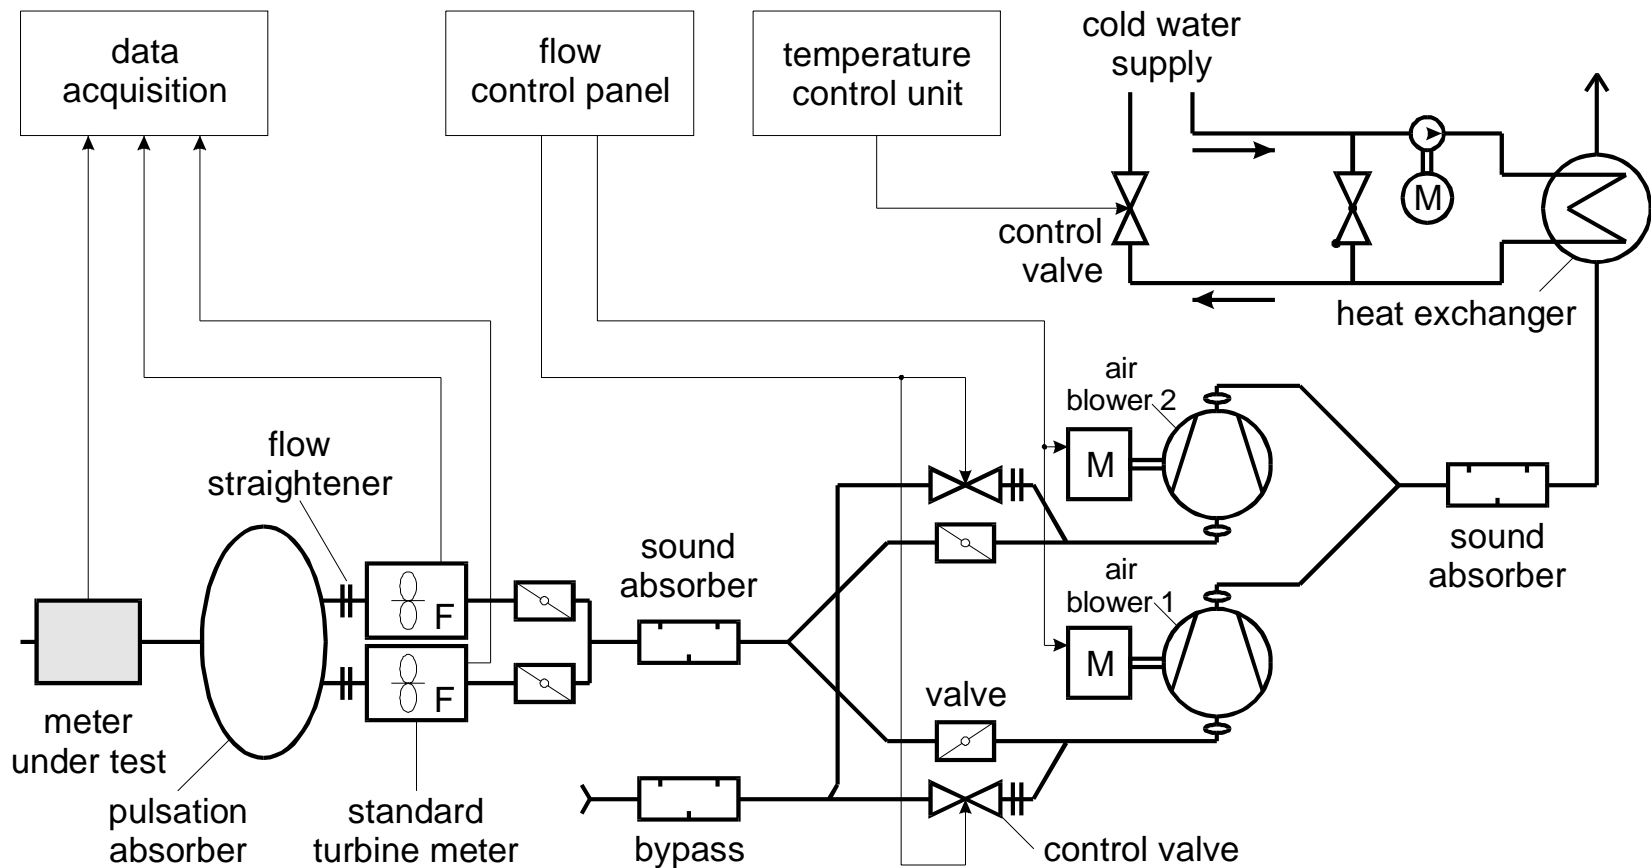 data
acquisition
flow
control panel
temperature
control unit
cold water
supply
control
valve
M
heat exchanger
air
blower 2
M
flow
straightener
sound
absorber
sound
absorber
F
air
blower 1
M
F
valve
meter
under test
pulsation
absorber
standard
turbine meter
bypass
control valve